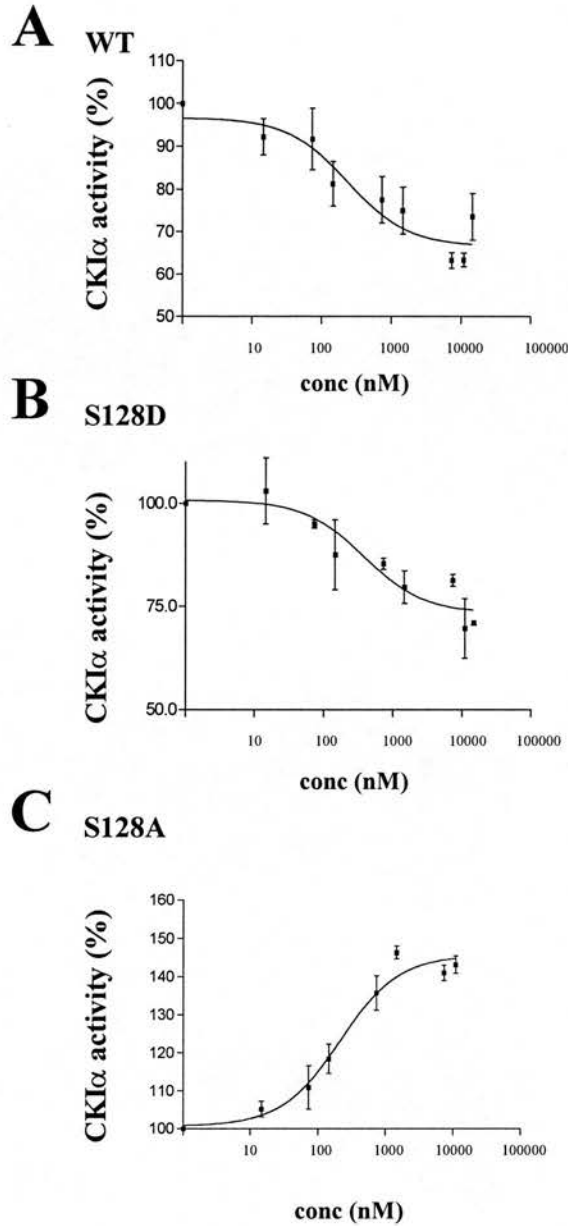 A WT
110
100
90
80
70
60
50
CKIα activity (%)
10 100 1000 10000 100000
conc (nM)
B S128D
100.0
75.0
50.0
CKIα activity (%)
10 100 1000 10000 100000
conc (nM)
C S128A
160
150
140
130
120
110
100
CKIα activity (%)
10 100 1000 10000 100000
conc (nM)